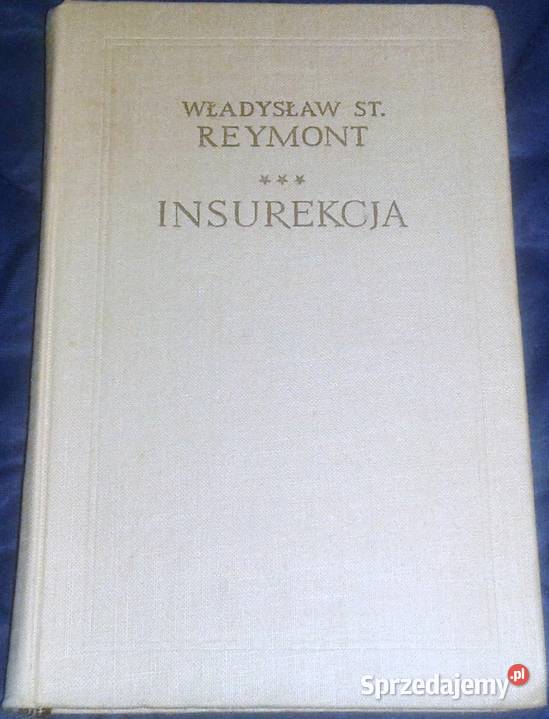 WŁADYSŁAW ST.
REYMONT
***
INSUREKCJA
Sprzedajemy.pl